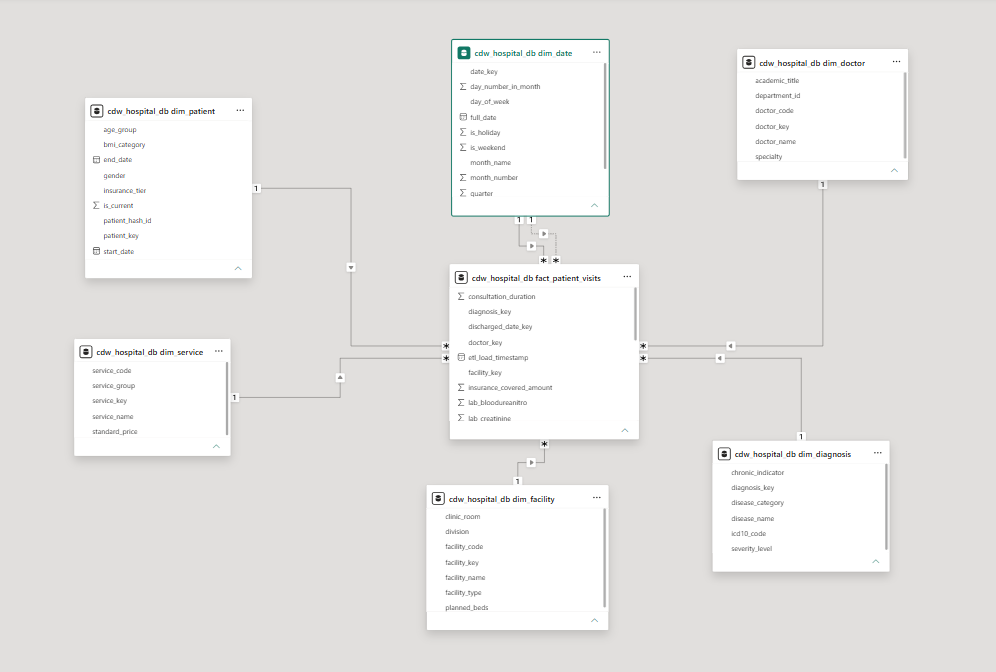 cdw_hospital_db dim_date
date_key
day_number_in_month
day_of_week
full_date
is_holiday
is_weekend
month_name
month_number
quarter
cdw_hospital_db dim_doctor
academic_title
department_id
doctor_code
doctor_key
doctor_name
specialty
cdw_hospital_db dim_patient
age_group
bmi_category
end_date
gender
insurance_tier
is_current
patient_hash_id
patient_key
start_date
1
1
1
1
*
*
cdw_hospital_db fact_patient_visits
consultation_duration
diagnosis_key
discharged_date_key
doctor_key
etl_load_timestamp
facility_key
insurance_covered_amount
lab_bloodureanitro
lab_creatinine
*
*
*
*
cdw_hospital_db dim_service
service_code
service_group
service_key
service_name
standard_price
1
1
*
1
cdw_hospital_db dim_diagnosis
chronic_indicator
diagnosis_key
disease_category
disease_name
icd10_code
severity_level
cdw_hospital_db dim_facility
clinic_room
division
facility_code
facility_key
facility_name
facility_type
planned_beds